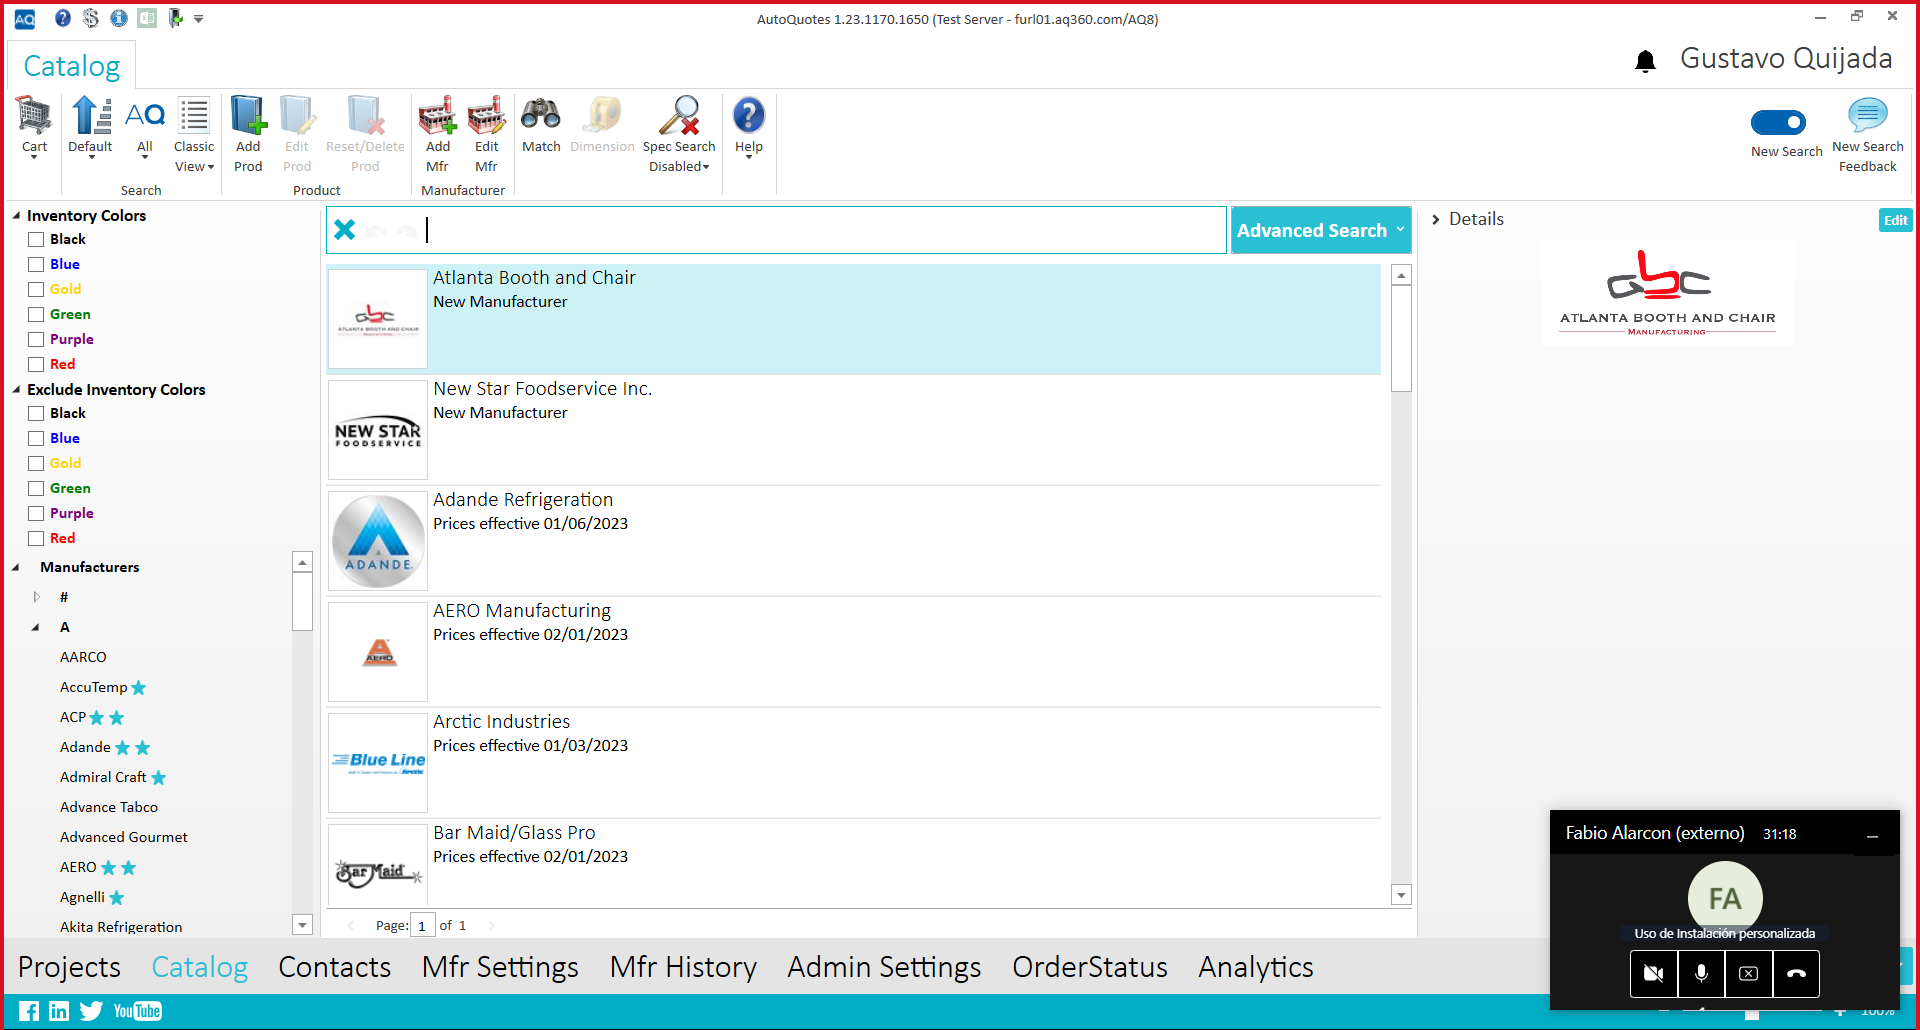 AQ
AutoQuotes 1.23.1170.1650 (Test Server - furl01.aq360.com/AQ8)
Catalog
Gustavo Quijada
Cart
Default
All
Classic View
Search
Add Prod
Edit Prod
Reset/Delete Prod
Product
Add Mfr
Edit Mfr
Manufacturer
Match
Dimension
Spec Search Disabled
Help
New Search
New Search Feedback
Inventory Colors
Black
Blue
Gold
Green
Purple
Red
Exclude Inventory Colors
Black
Blue
Gold
Green
Purple
Red
Manufacturers
#
A
AARCO
AccuTemp
ACP
Adande
Admiral Craft
Advance Tabco
Advanced Gourmet
AERO
Agnelli
Akita Refrigeration
Advanced Search
ATLANTA BOOTH AND CHAIR
Atlanta Booth and Chair
New Manufacturer
NEW STAR
FOODSERVICE
New Star Foodservice Inc.
New Manufacturer
ADANDE
Adande Refrigeration
Prices effective 01/06/2023
AERO
AERO Manufacturing
Prices effective 02/01/2023
Blue Line
Arctic Industries
Prices effective 01/03/2023
Bar Maid
Bar Maid/Glass Pro
Prices effective 02/01/2023
Page: 1 of 1
Details
Edit
abc
ATLANTA BOOTH AND CHAIR
MANUFACTURING
Fabio Alarcon (externo) 31:18
FA
Uso de Instalación personalizada
Projects
Catalog
Contacts
Mfr Settings
Mfr History
Admin Settings
OrderStatus
Analytics
You Tube
100%